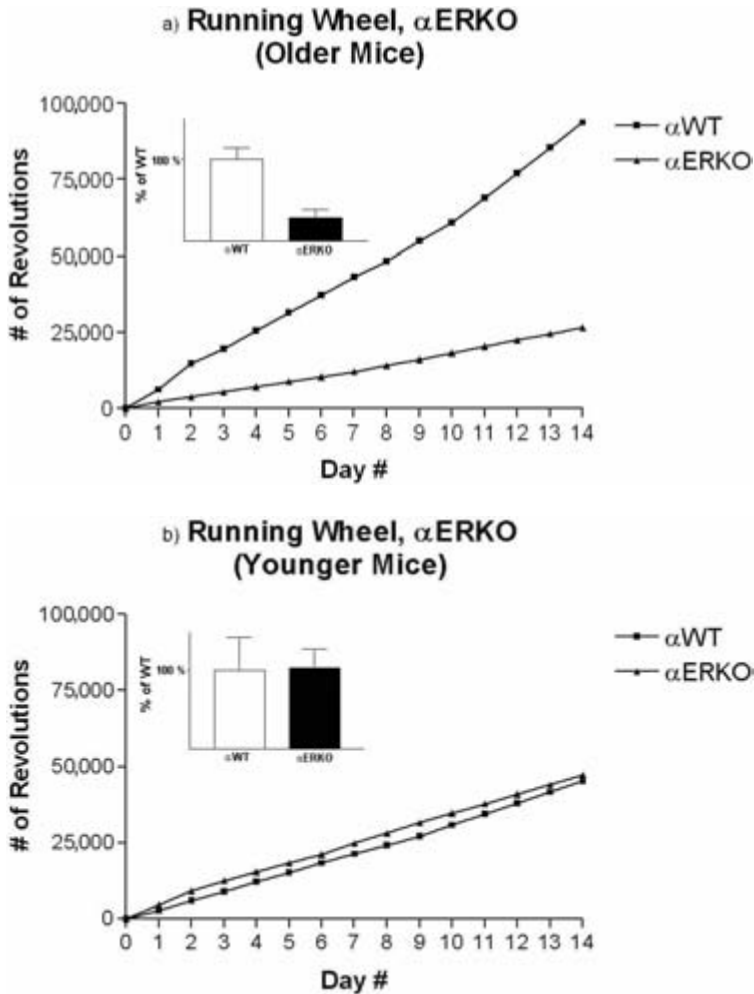 a) Running Wheel, αERKO
(Older Mice)
100,000
75,000
50,000
25,000
0
# of Revolutions
% of WT
100 %
αWT
αERKO
αWT
αERKO
0 1 2 3 4 5 6 7 8 9 10 11 12 13 14
Day #
b) Running Wheel, αERKO
(Younger Mice)
100,000
75,000
50,000
25,000
0
# of Revolutions
% of WT
100 %
αWT
αERKO
αWT
αERKO
0 1 2 3 4 5 6 7 8 9 10 11 12 13 14
Day #